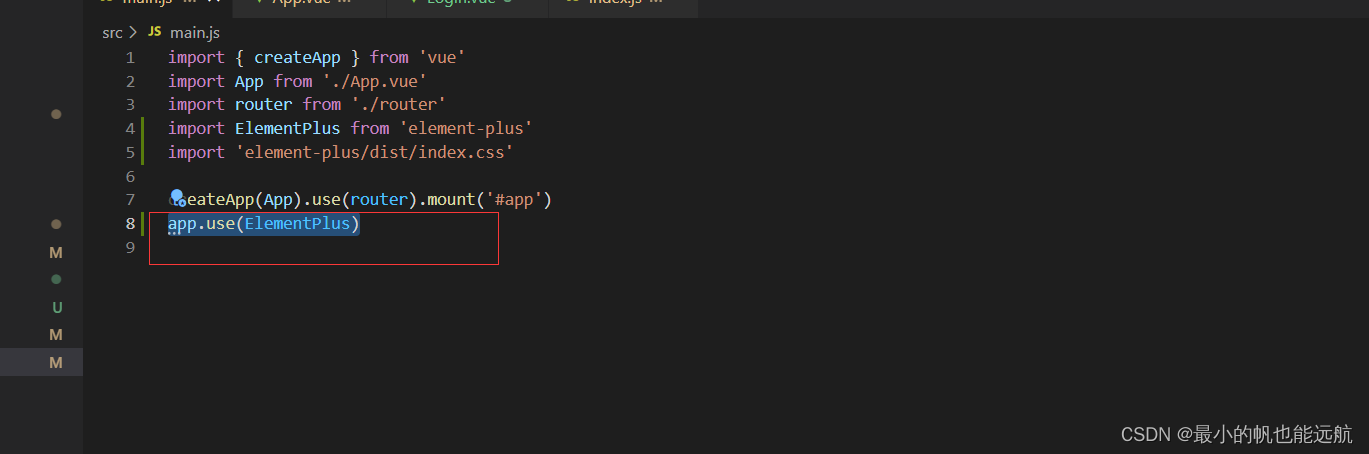 main.js M App.vue M Login.vue U index.js M
src > JS main.js
1 import { createApp } from 'vue'
2 import App from './App.vue'
3 import router from './router'
4 import ElementPlus from 'element-plus'
5 import 'element-plus/dist/index.css'
6
7 eateApp(App).use(router).mount('#app')
8 app.use(ElementPlus)
9
M
U
M
M
CSDN @最小的帆也能远航